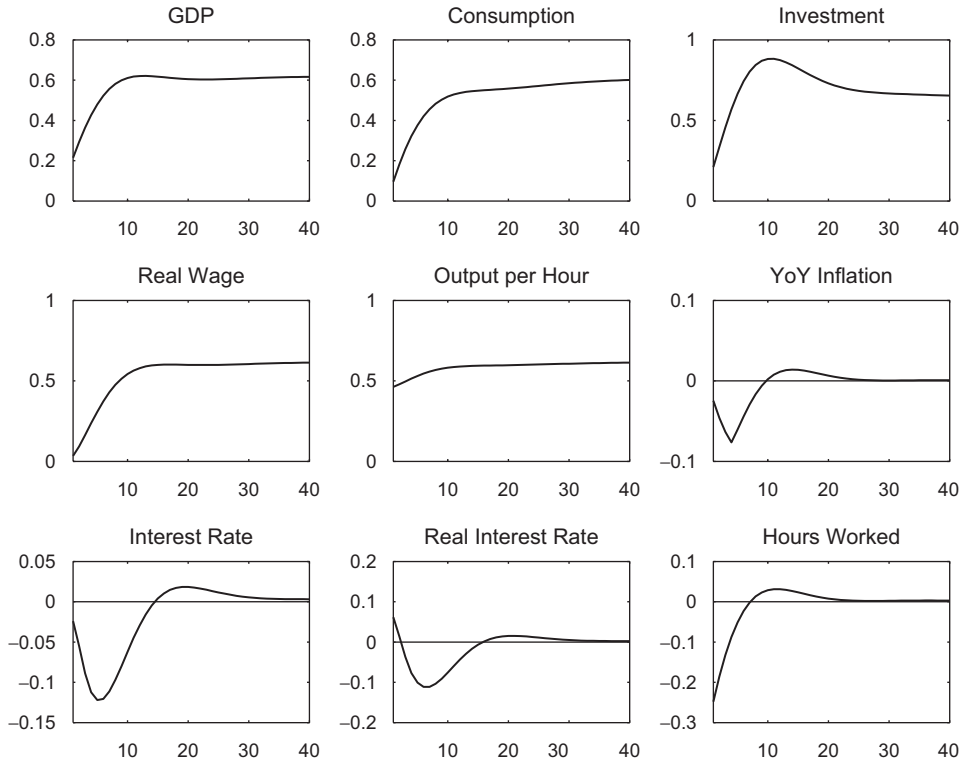 GDP
Consumption
Investment
0.8
0.6
0.4
0.2
0
10 20 30 40
0.8
0.6
0.4
0.2
0
10 20 30 40
1
0.5
0
10 20 30 40
Real Wage
Output per Hour
YoY Inflation
1
0.5
0
10 20 30 40
1
0.5
0
10 20 30 40
0.1
0
−0.1
10 20 30 40
Interest Rate
Real Interest Rate
Hours Worked
0.05
0
−0.05
−0.1
−0.15
10 20 30 40
0.2
0.1
0
−0.1
−0.2
10 20 30 40
0.1
0
−0.1
−0.2
−0.3
10 20 30 40